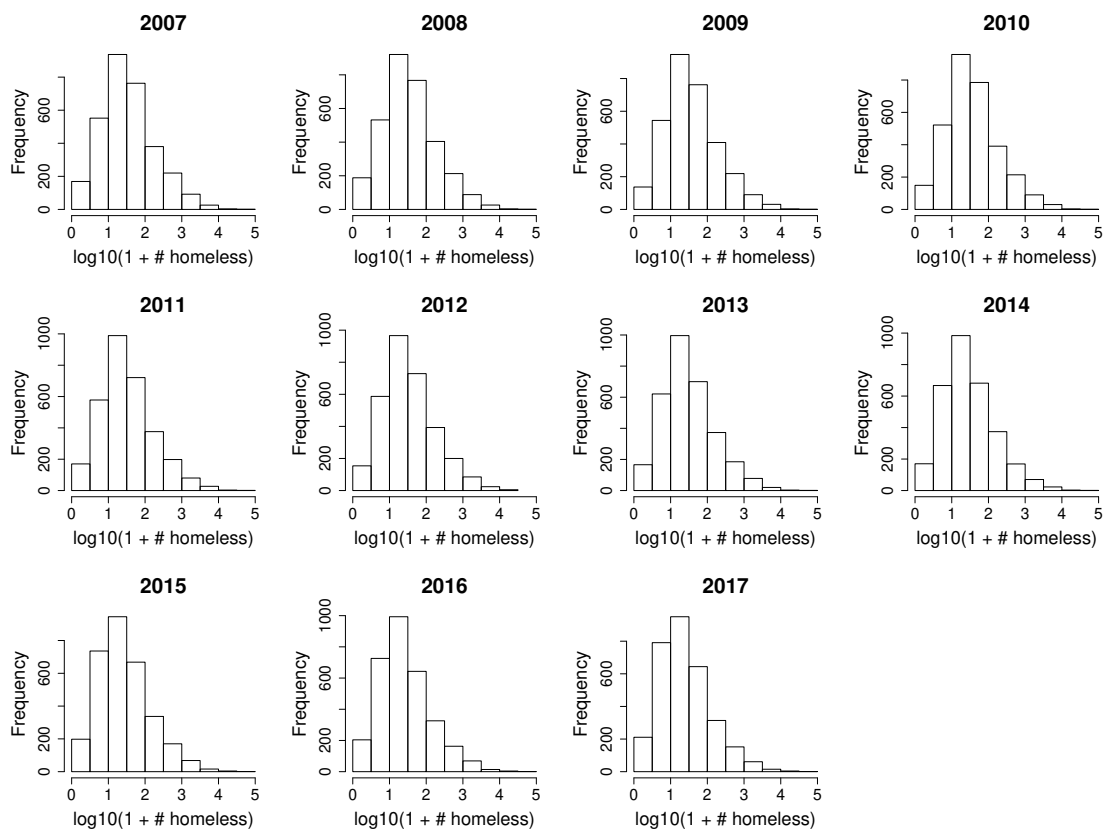 2007
Frequency
0 200 600
0 1 2 3 4 5
log10(1 + # homeless)
2008
Frequency
0 200 600
0 1 2 3 4 5
log10(1 + # homeless)
2009
Frequency
0 200 600
0 1 2 3 4 5
log10(1 + # homeless)
2010
Frequency
0 200 600
0 1 2 3 4 5
log10(1 + # homeless)
2011
Frequency
0 200 600 1000
0 1 2 3 4 5
log10(1 + # homeless)
2012
Frequency
0 200 600 1000
0 1 2 3 4 5
log10(1 + # homeless)
2013
Frequency
0 200 600 1000
0 1 2 3 4 5
log10(1 + # homeless)
2014
Frequency
0 200 600 1000
0 1 2 3 4 5
log10(1 + # homeless)
2015
Frequency
0 200 600
0 1 2 3 4 5
log10(1 + # homeless)
2016
Frequency
0 200 600 1000
0 1 2 3 4 5
log10(1 + # homeless)
2017
Frequency
0 200 600
0 1 2 3 4 5
log10(1 + # homeless)